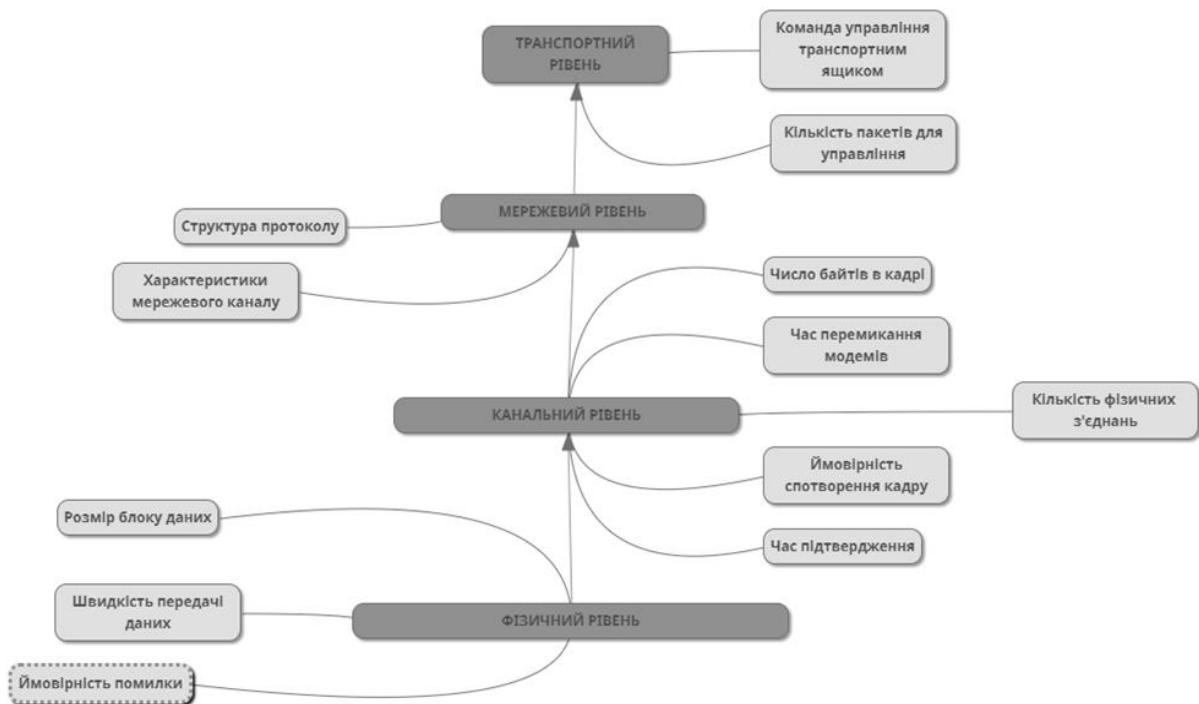 ТРАНСПОРТНИЙ
РІВЕНЬ
Команда управління
транспортним
ящиком
Кількість пакетів для
управління
МЕРЕЖЕВИЙ РІВЕНЬ
Структура протоколу
Характеристики
мережевого каналу
Число байтів в кадрі
Час перемикання
модемів
КАНАЛЬНИЙ РІВЕНЬ
Кількість фізичних
з'єднань
Ймовірність
спотворення кадру
Розмір блоку даних
Час підтвердження
Швидкість передачі
даних
ФІЗИЧНИЙ РІВЕНЬ
Ймовірність помилки